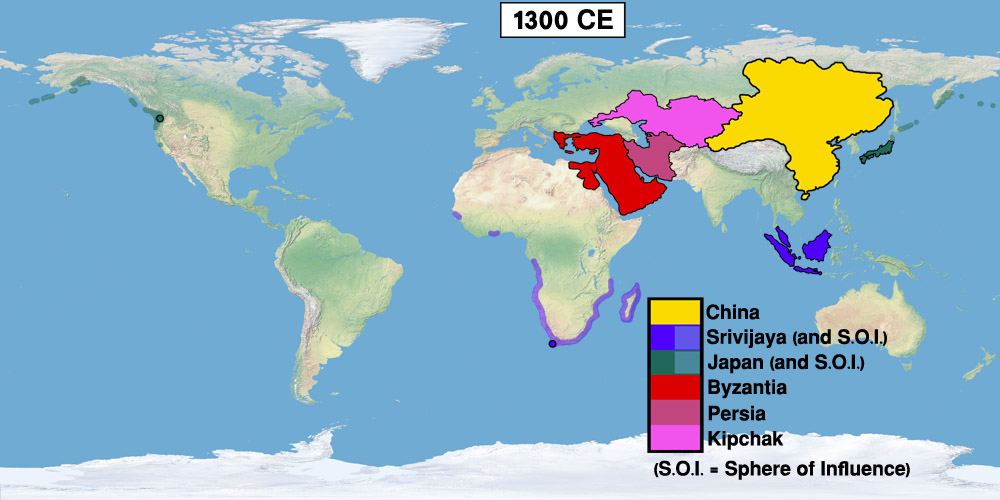 1300 CE
China
Srivijaya (and S.O.I.)
Japan (and S.O.I.)
Byzantia
Persia
Kipchak
(S.O.I. = Sphere of Influence)